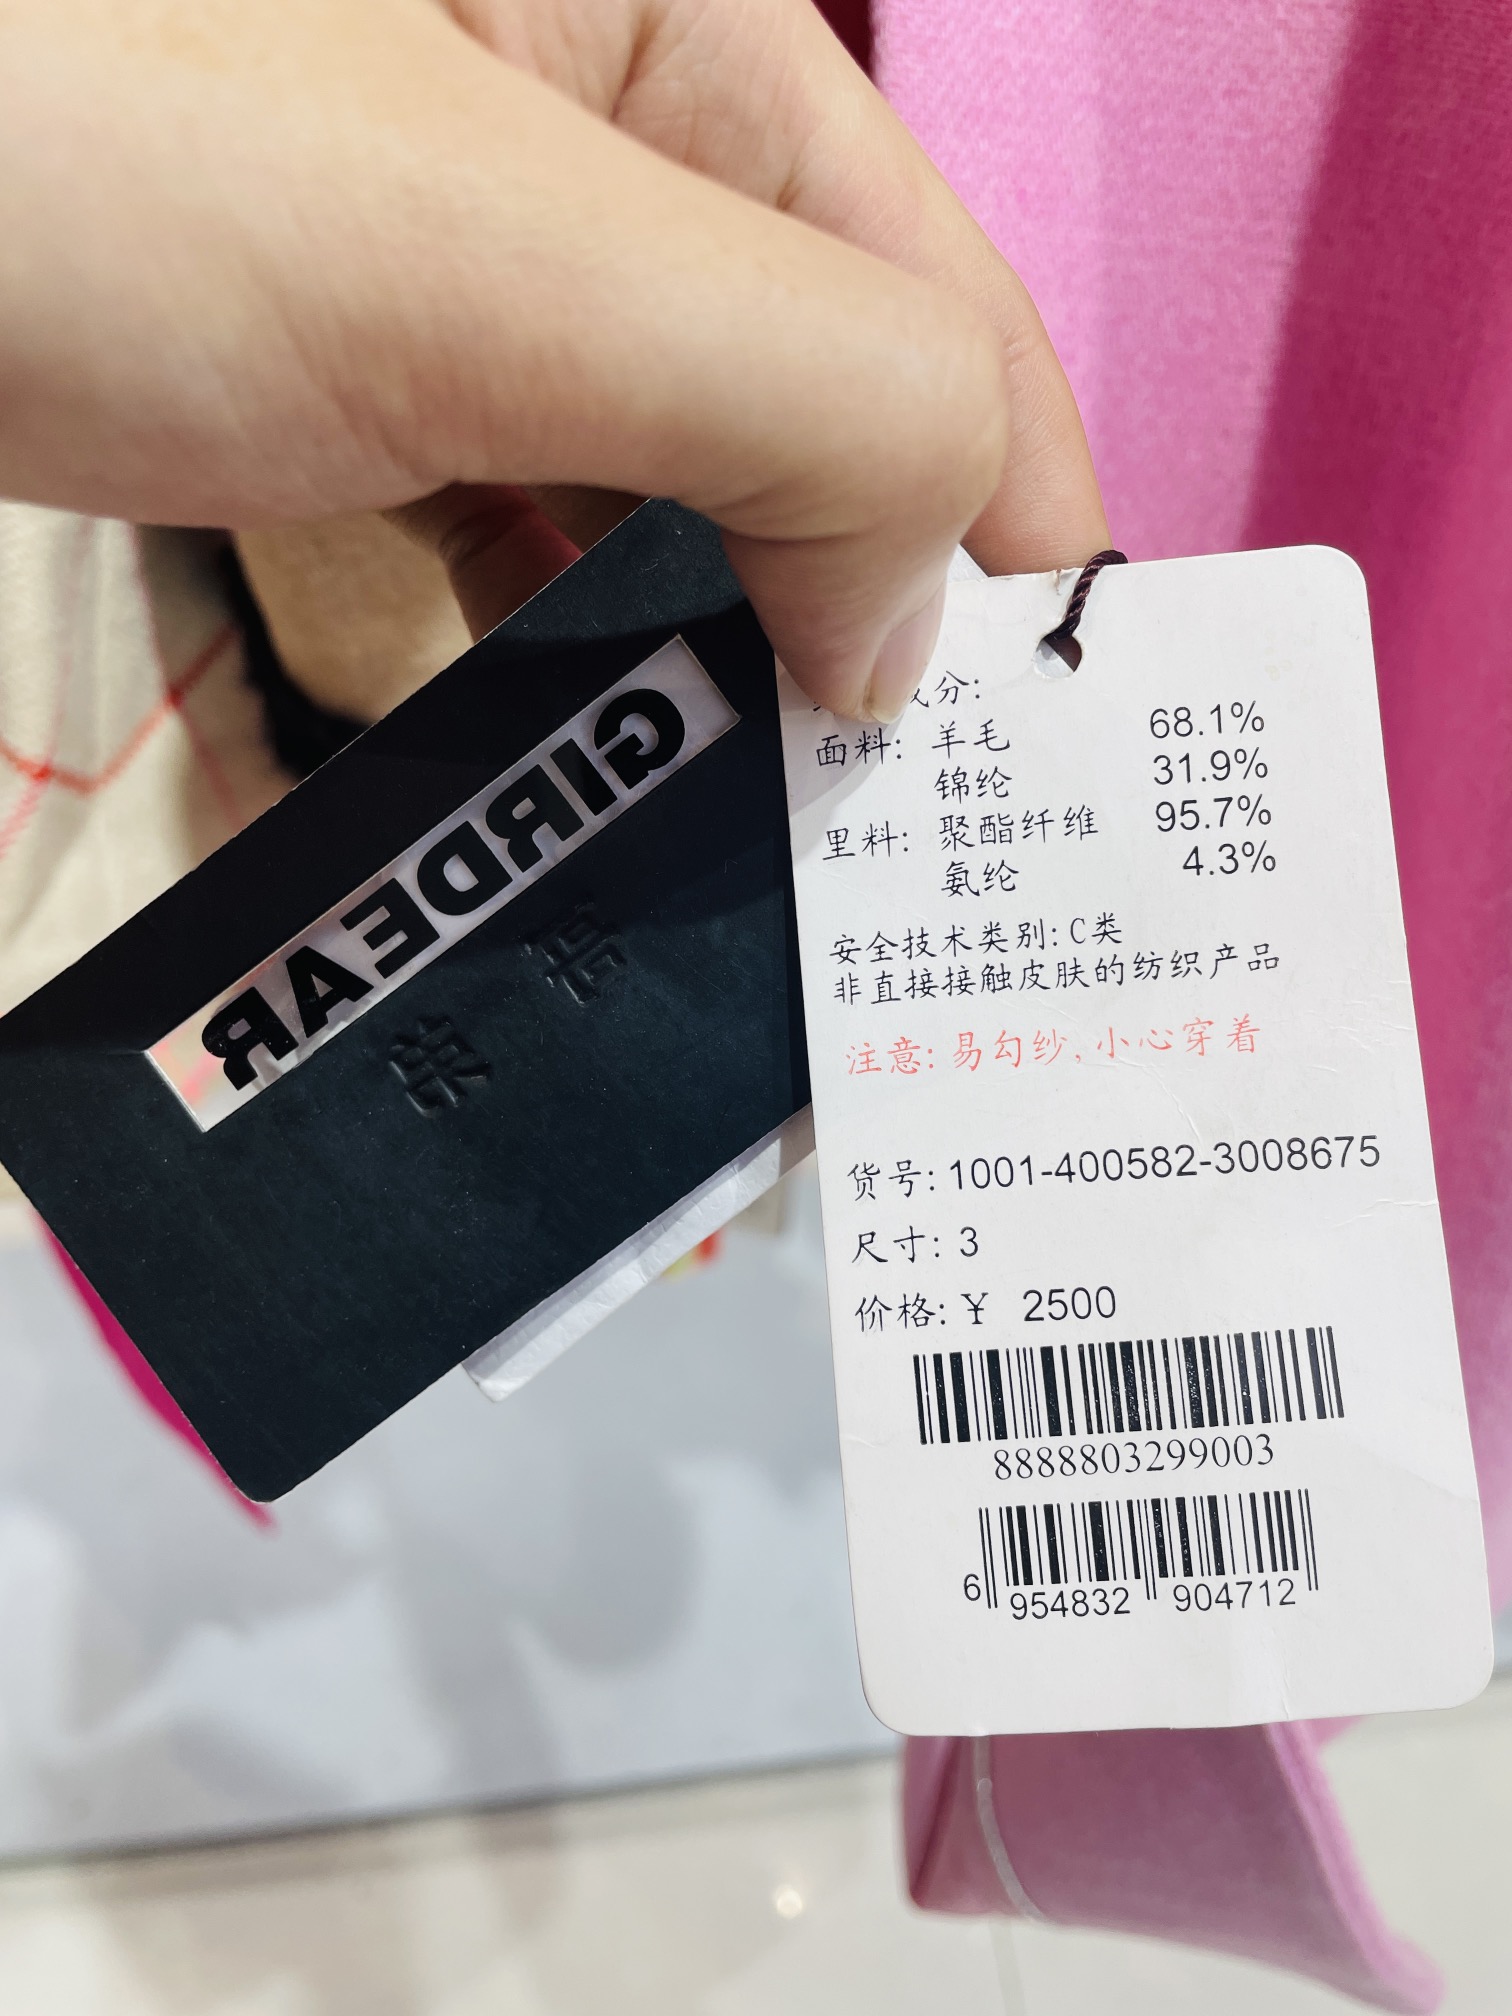 GIRDEAR
哥
弟
成分:
面料: 羊毛 68.1%
锦纶 31.9%
里料: 聚酯纤维 95.7%
氨纶 4.3%
安全技术类别: C类
非直接接触皮肤的纺织产品
注意: 易勾纱, 小心穿着
货号: 1001-400582-3008675
尺寸: 3
价格: ¥ 2500
8888803299003
6 954832 904712